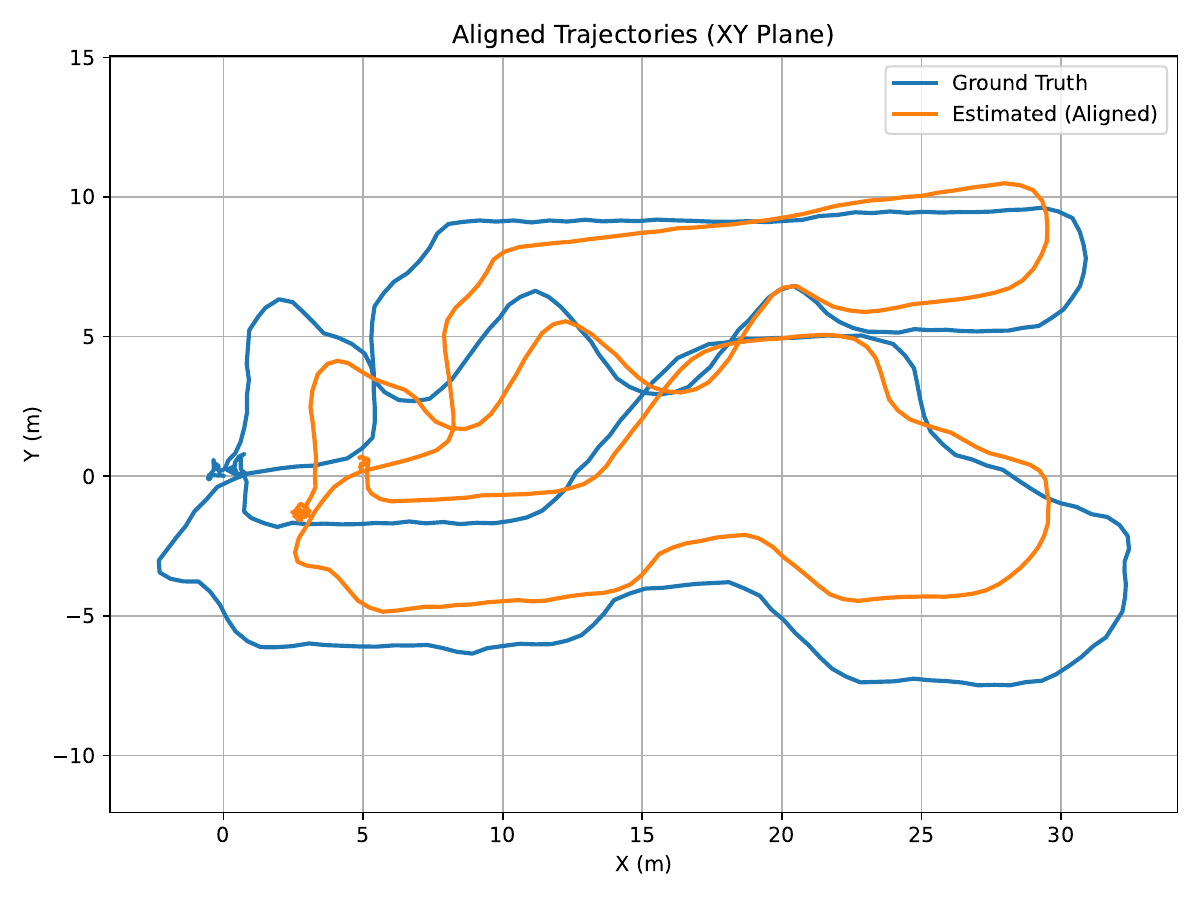 Aligned Trajectories (XY Plane)
Ground Truth
Estimated (Aligned)
15
10
5
0
−5
−10
Y (m)
0 5 10 15 20 25 30
X (m)